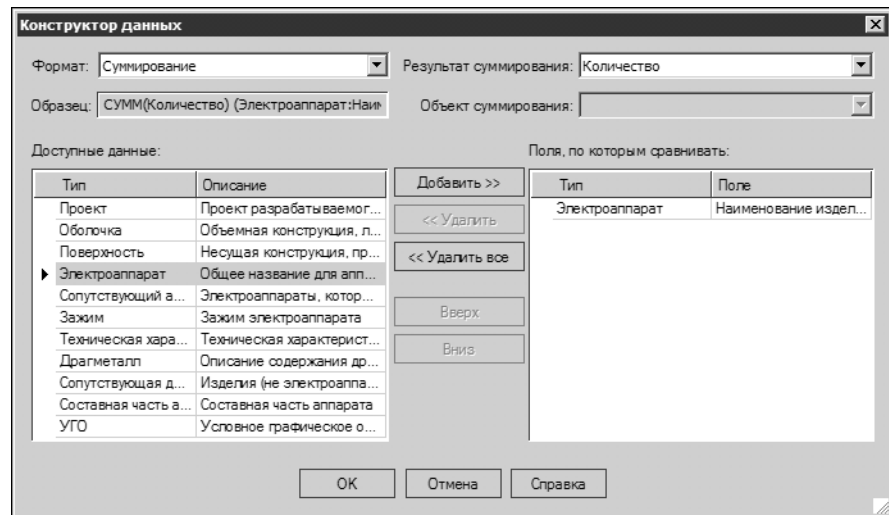 Конструктор данных
Формат: Суммирование Результат суммирования: Количество
Образец: СУММ(Количество) (Электроаппарат:Наим Объект суммирования:
Доступные данные: Поля, по которым сравнивать:
Тип Описание Добавить >> Тип Поле
Проект Проект разрабатываемог... Электроаппарат Наименование издел...
Оболочка Объемная конструкция, л... << Удалить
Поверхность Несущая конструкция, пр... << Удалить все
Электроаппарат Общее название для апп...
Сопутствующий а... Электроаппараты, котор...
Зажим Зажим электроаппарата Вверх
Техническая хара... Техническая характерист...
Драгметалл Описание содержания др... Вниз
Сопутствующая д... Изделия (не электроаппа...
Составная часть а... Составная часть аппарата
УГО Условное графическое о...
OK Отмена Справка